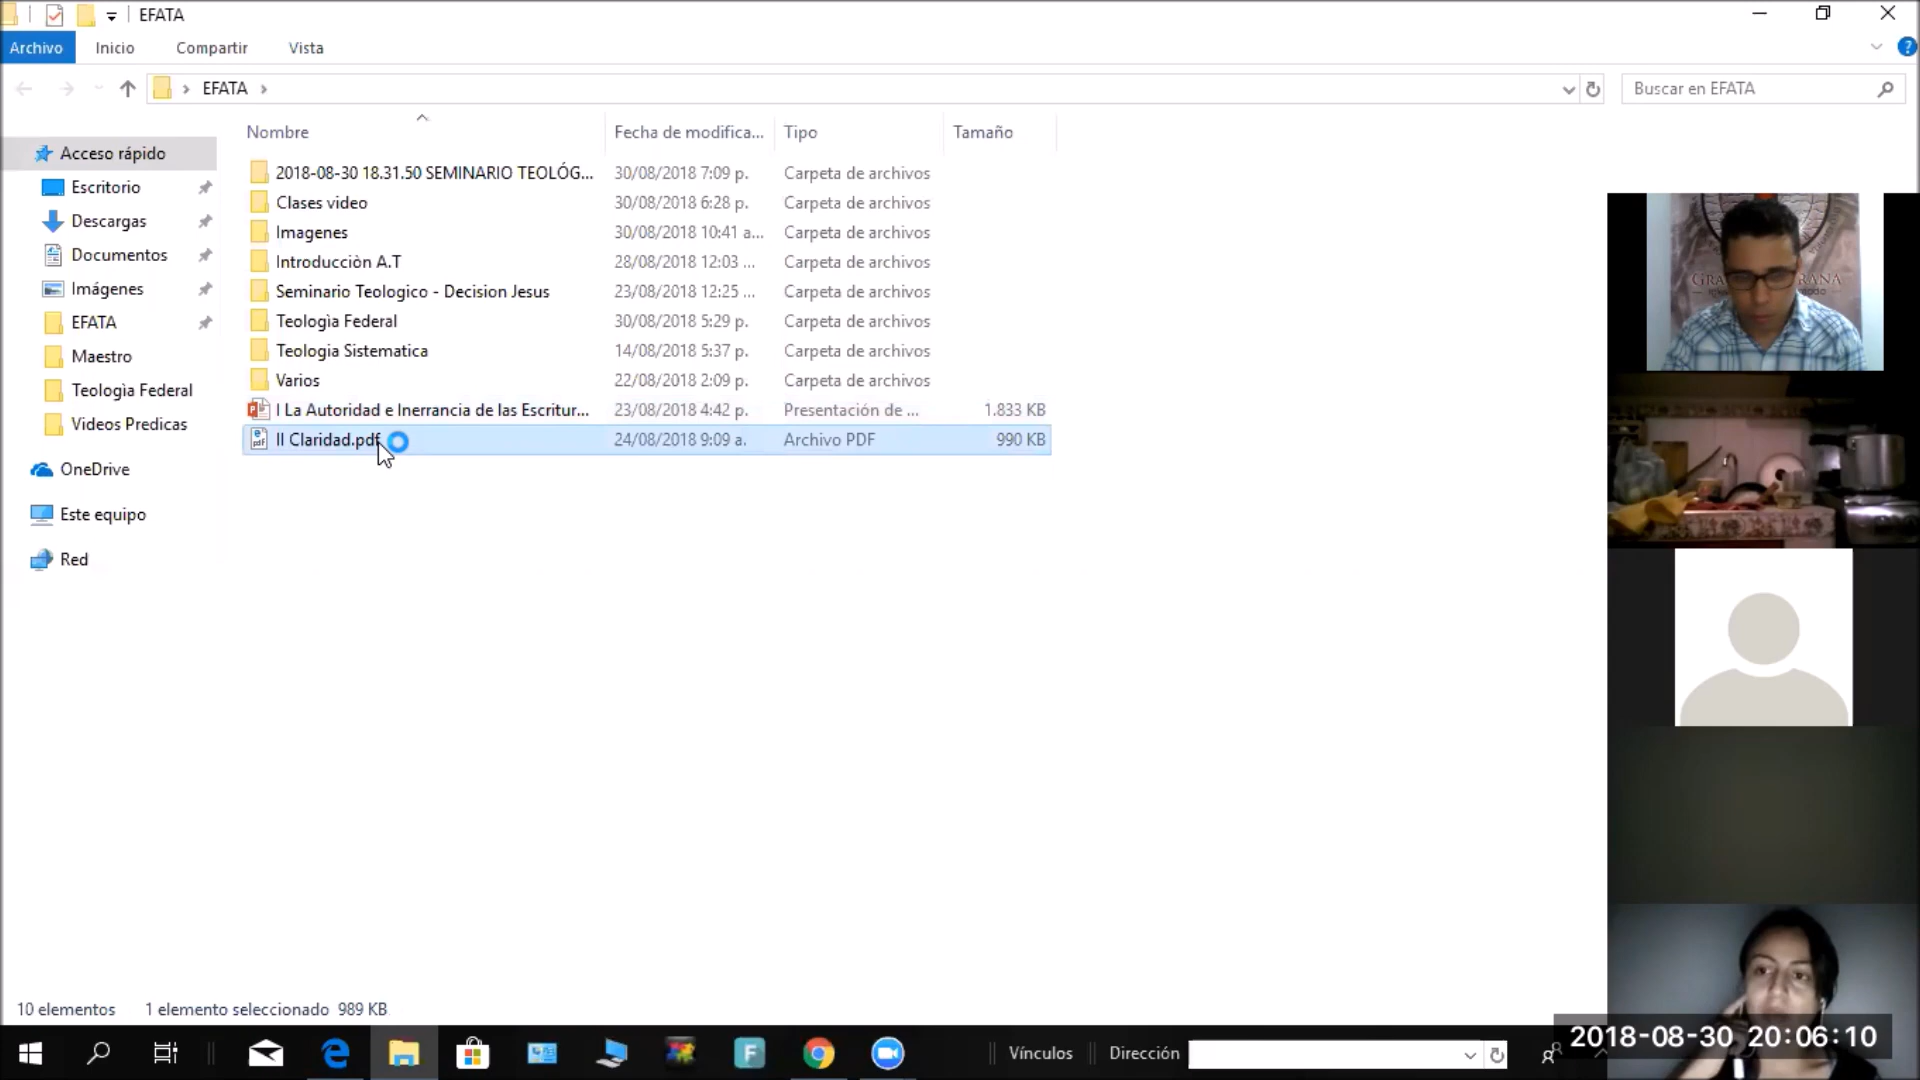 EFATA
Archivo Inicio Compartir Vista
EFATA
Buscar en EFATA
Nombre Fecha de modifica... Tipo Tamaño
Acceso rápido
Escritorio
Descargas
Documentos
Imágenes
EFATA
Maestro
Teologìa Federal
Videos Predicas
OneDrive
Este equipo
Red
2018-08-30 18.31.50 SEMINARIO TEOLÓG... 30/08/2018 7:09 p. Carpeta de archivos
Clases video 30/08/2018 6:28 p. Carpeta de archivos
Imagenes 30/08/2018 10:41 a... Carpeta de archivos
Introducciòn A.T 28/08/2018 12:03 ... Carpeta de archivos
Seminario Teologico - Decision Jesus 23/08/2018 12:25 ... Carpeta de archivos
Teologìa Federal 30/08/2018 5:29 p. Carpeta de archivos
Teologia Sistematica 14/08/2018 5:37 p. Carpeta de archivos
Varios 22/08/2018 2:09 p. Carpeta de archivos
I La Autoridad e Inerrancia de las Escritur... 23/08/2018 4:42 p. Presentación de ... 1.833 KB
II Claridad.pdf 24/08/2018 9:09 a. Archivo PDF 990 KB
10 elementos 1 elemento seleccionado 989 KB
Vínculos Dirección
2018-08-30 20:06:10